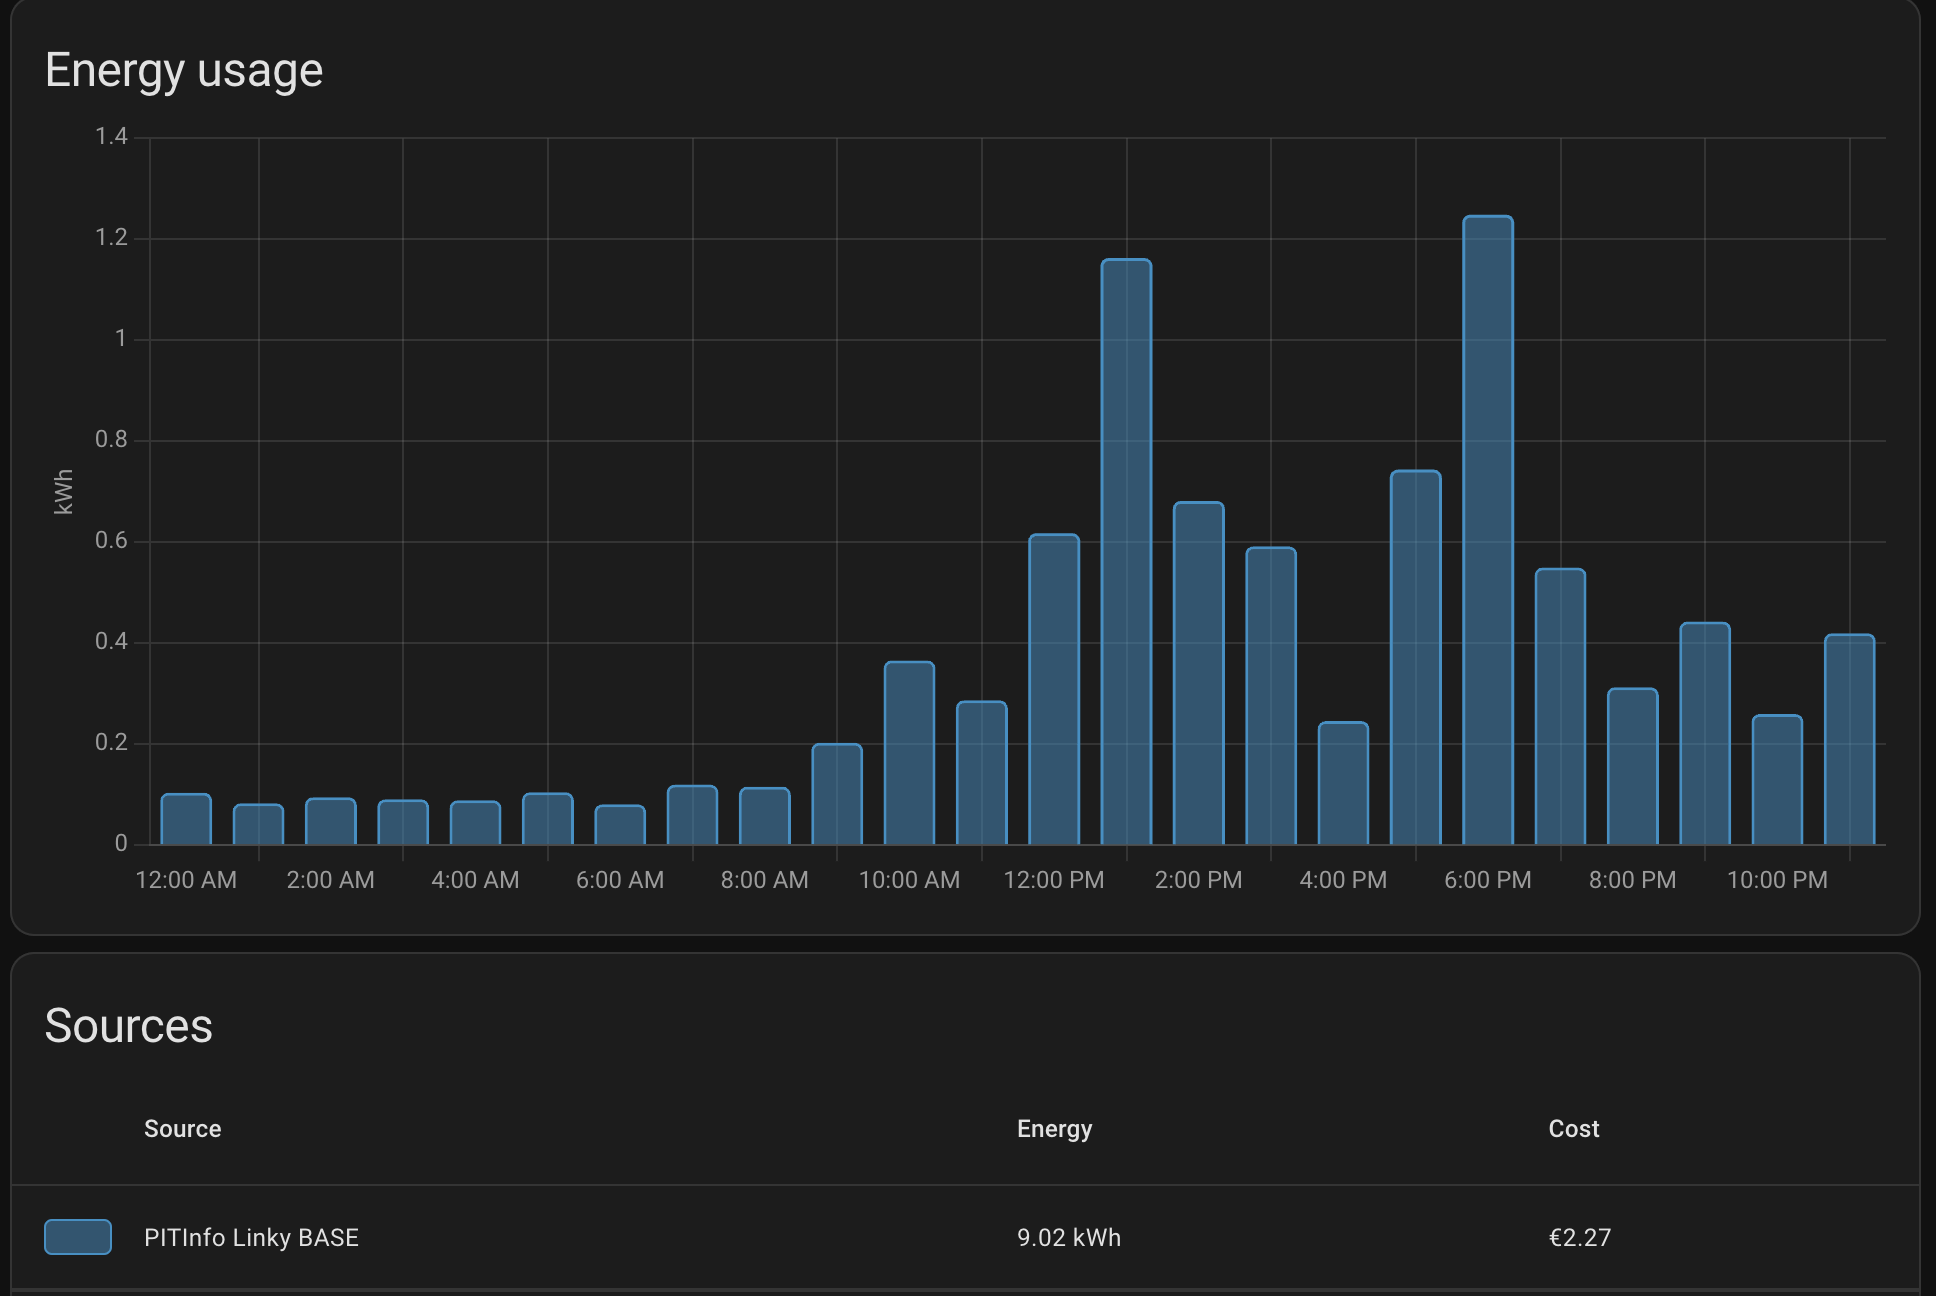 Energy usage
1.4
1.2
1
0.8
0.6
0.4
0.2
0
kWh
12:00 AM 2:00 AM 4:00 AM 6:00 AM 8:00 AM 10:00 AM 12:00 PM 2:00 PM 4:00 PM 6:00 PM 8:00 PM 10:00 PM
Sources
Source Energy Cost
PITInfo Linky BASE 9.02 kWh €2.27